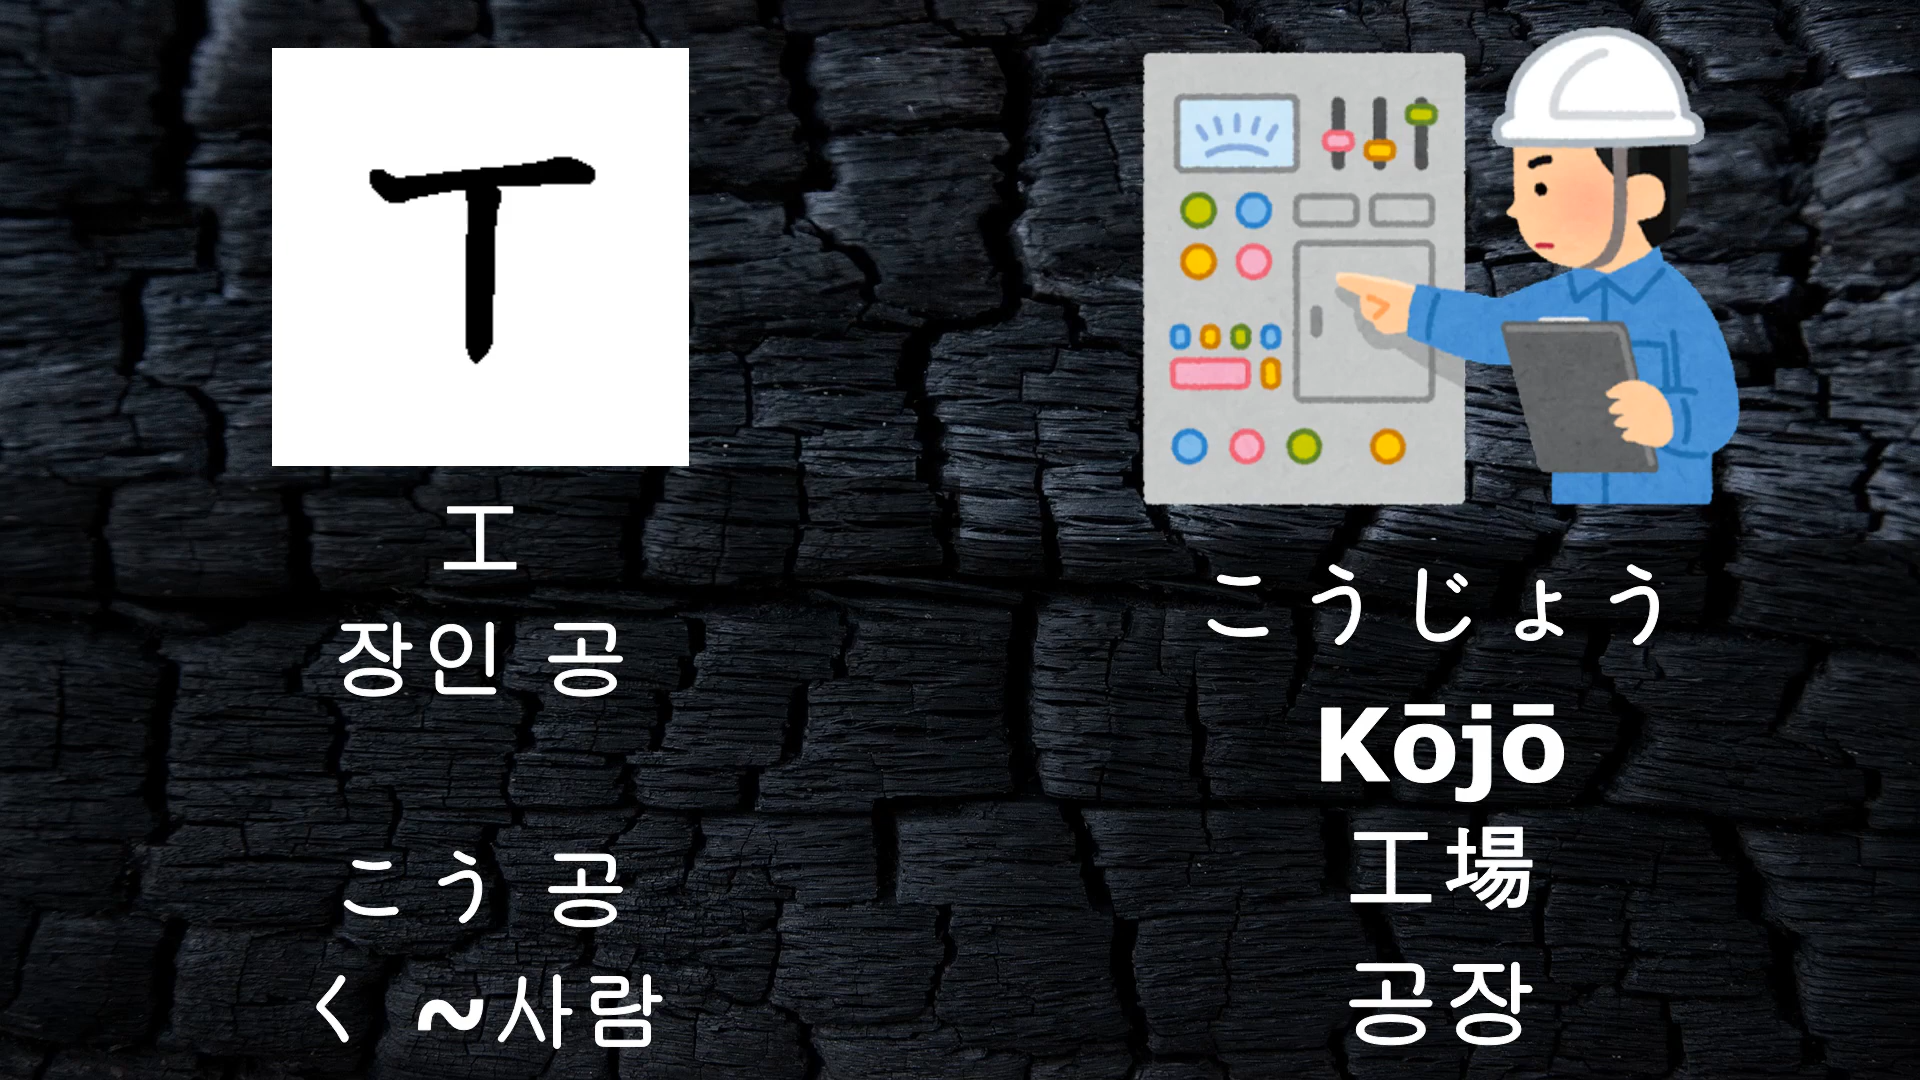 工
장인 공
こう 공
く ~사람
こうじょう
Kōjō
工場
공장